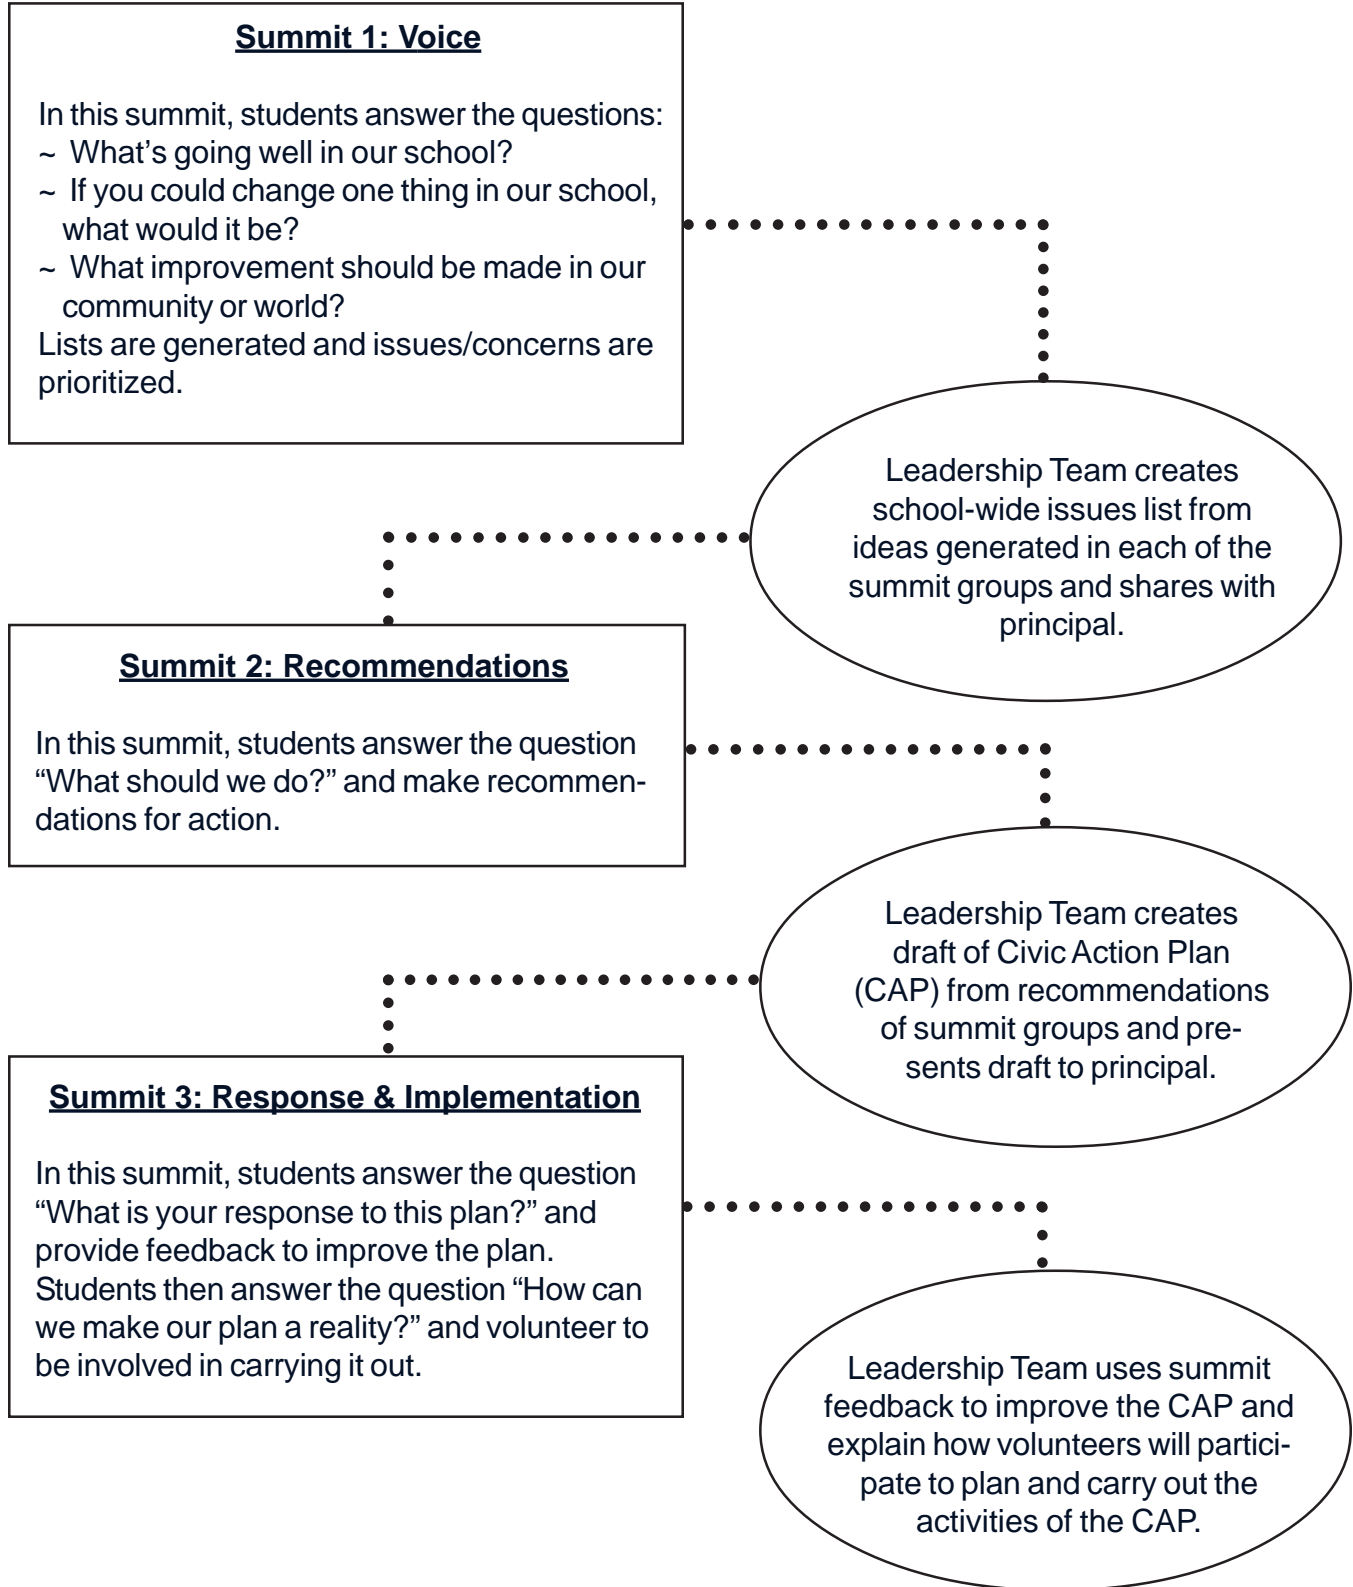 Summit 1: Voice
In this summit, students answer the questions:
~ What’s going well in our school?
~ If you could change one thing in our school,
what would it be?
~ What improvement should be made in our
community or world?
Lists are generated and issues/concerns are
prioritized.
Leadership Team creates
school-wide issues list from
ideas generated in each of the
summit groups and shares with
principal.
Summit 2: Recommendations
In this summit, students answer the question
“What should we do?” and make recommen-
dations for action.
Leadership Team creates
draft of Civic Action Plan
(CAP) from recommendations
of summit groups and pre-
sents draft to principal.
Summit 3: Response & Implementation
In this summit, students answer the question
“What is your response to this plan?” and
provide feedback to improve the plan.
Students then answer the question “How can
we make our plan a reality?” and volunteer to
be involved in carrying it out.
Leadership Team uses summit
feedback to improve the CAP and
explain how volunteers will partici-
pate to plan and carry out the
activities of the CAP.